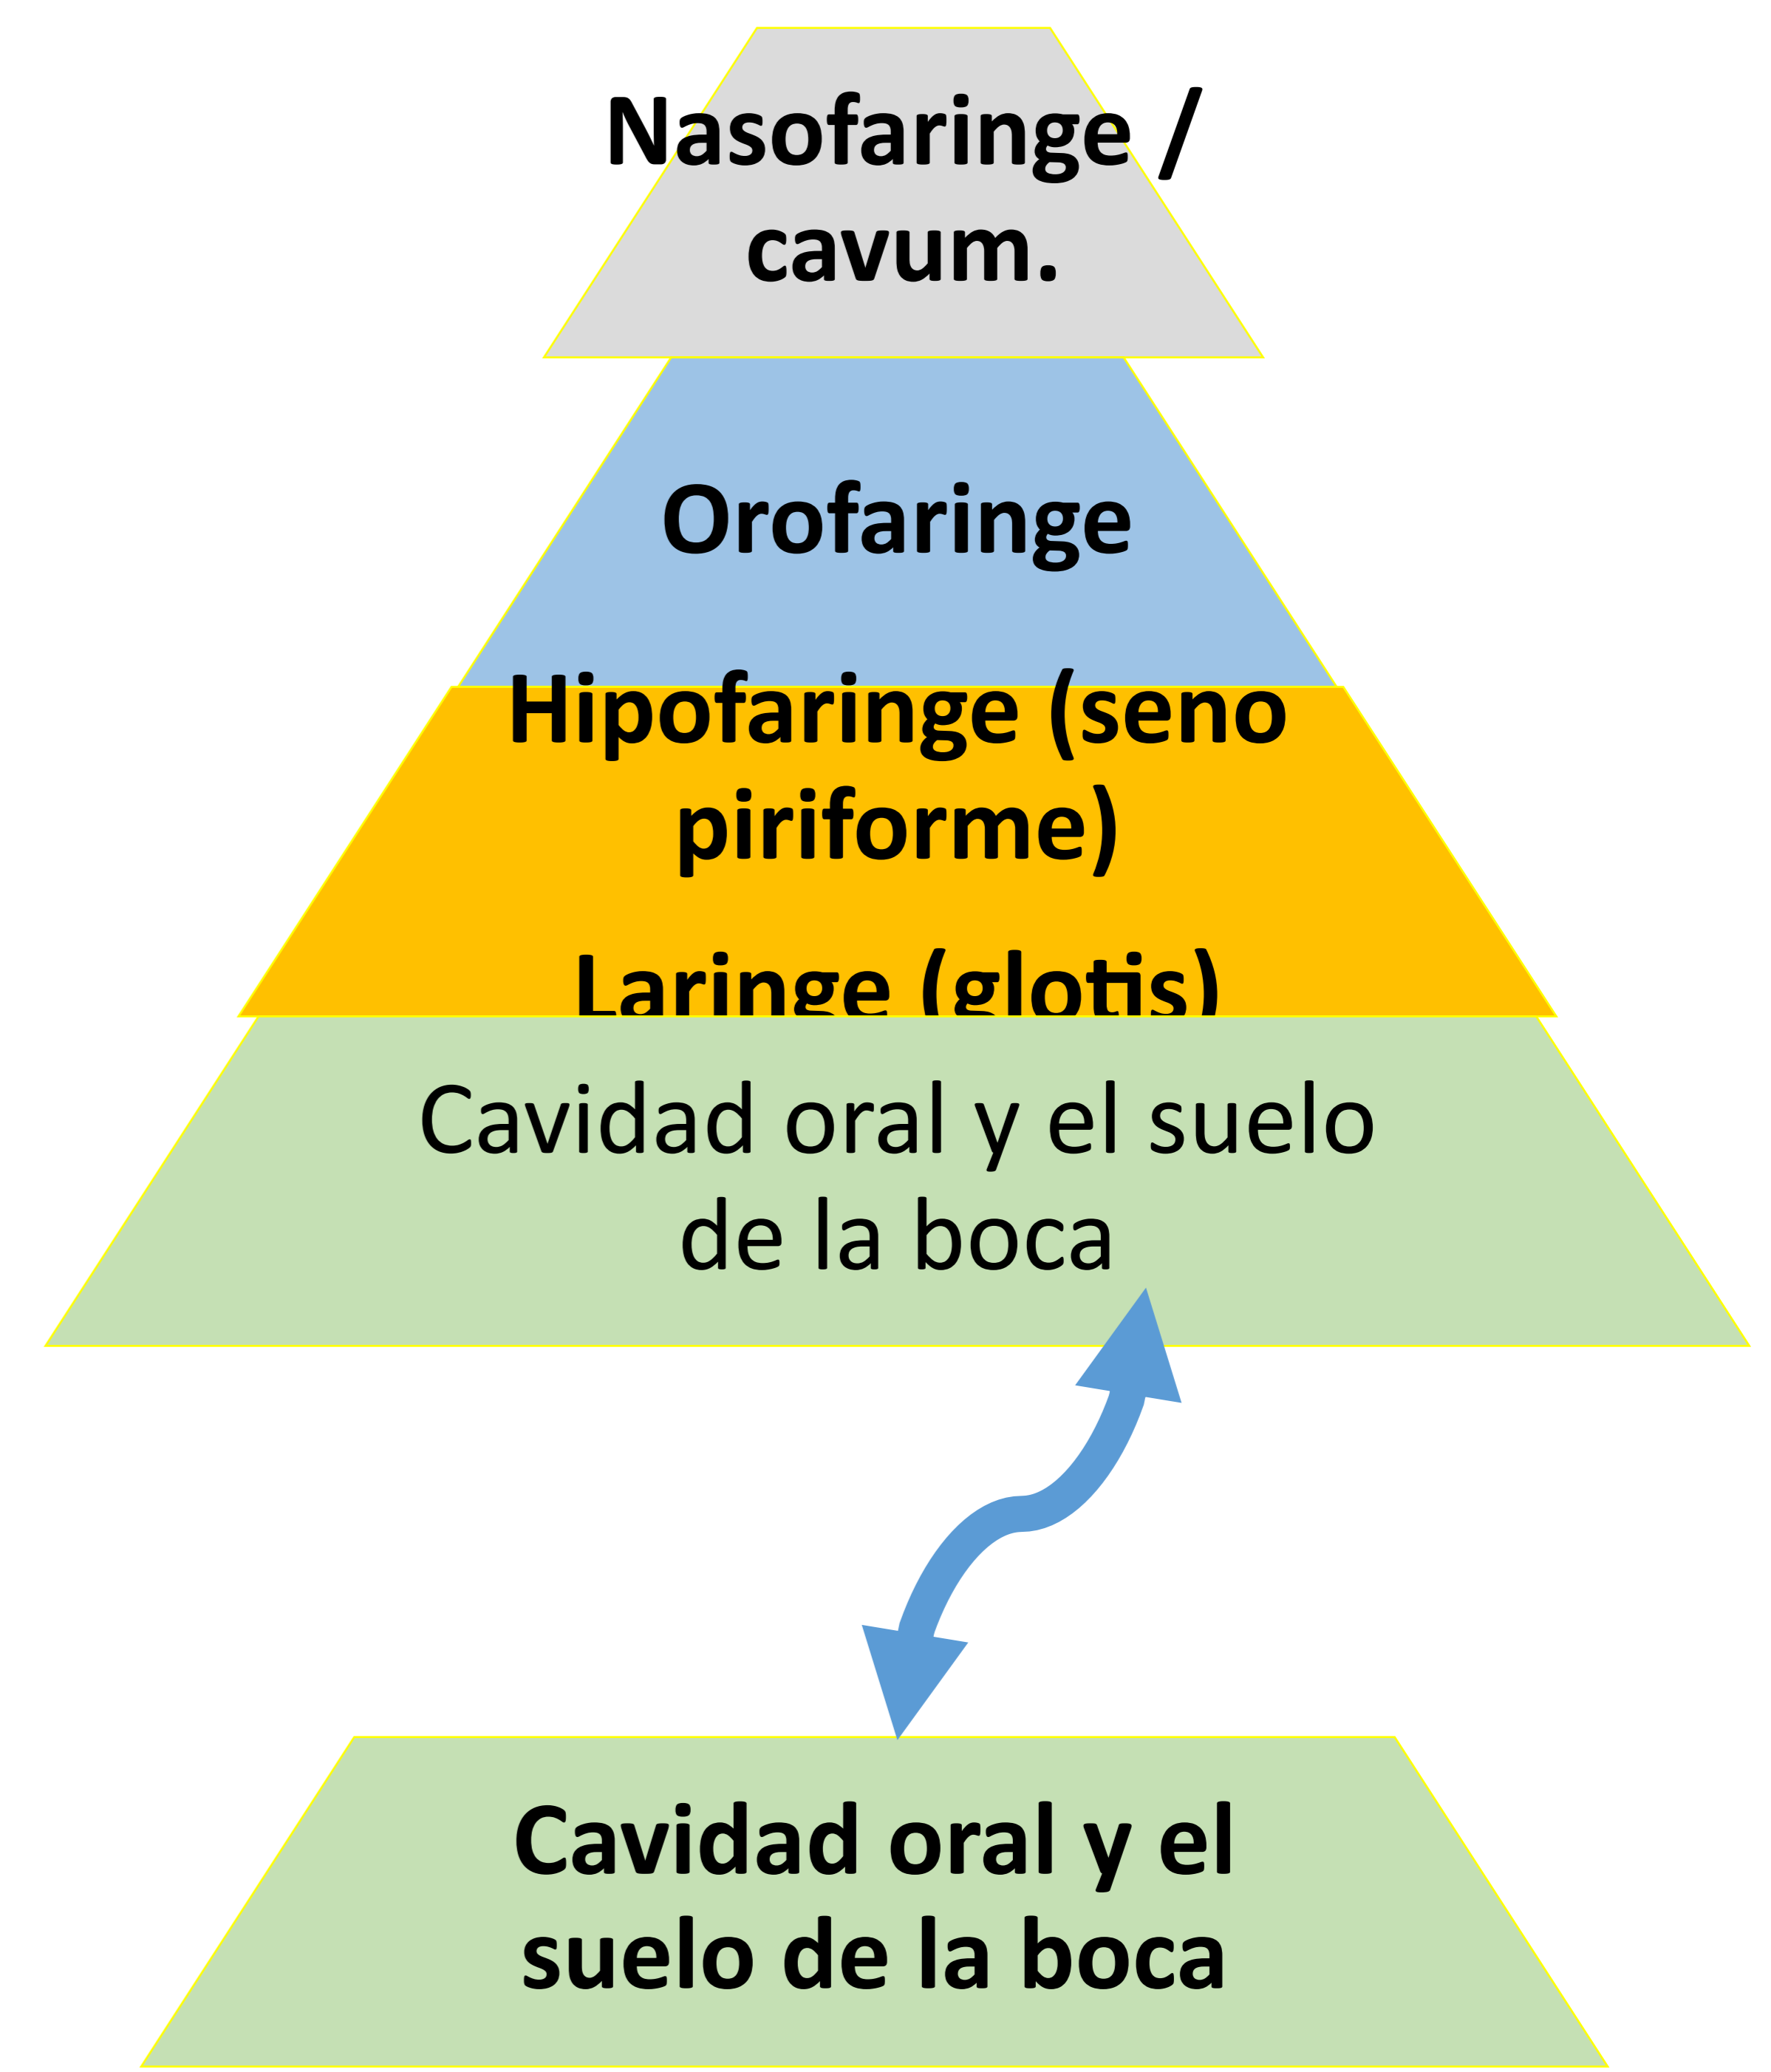 Nasofaringe /
cavum.
Orofaringe
Hipofaringe (seno
piriforme)
Laringe (glotis)
Cavidad oral y el suelo
de la boca
Cavidad oral y el
suelo de la boca